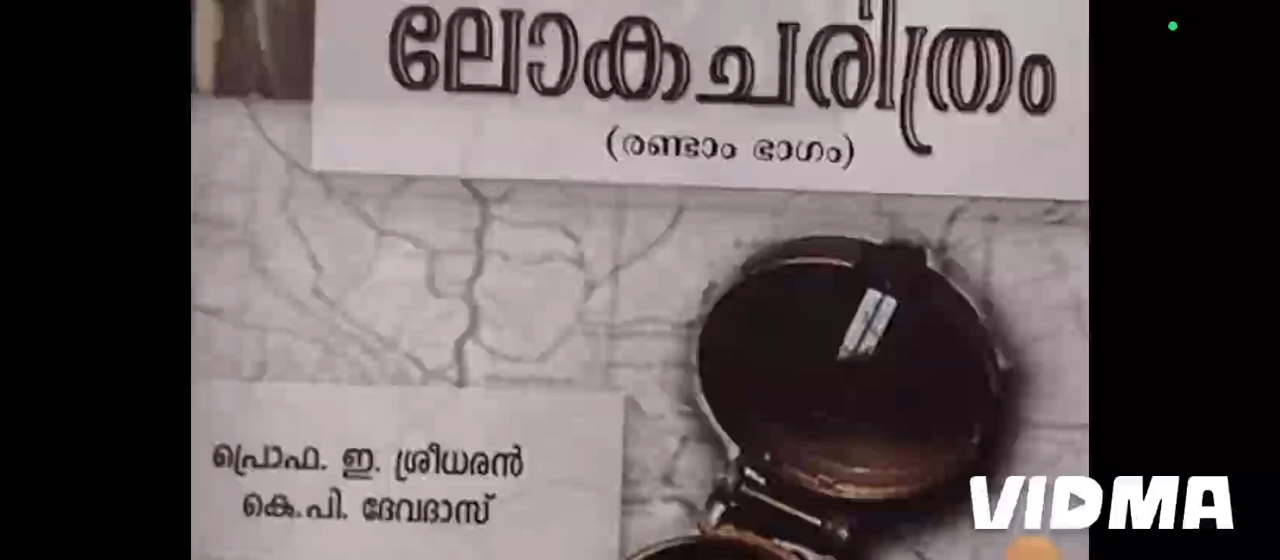 ലോകചരിത്രം
(രണ്ടാം ഭാഗം)
പ്രൊഫ. ഇ. ശ്രീധരൻ
കെ.പി. ദേവദാസ്
VIDMA